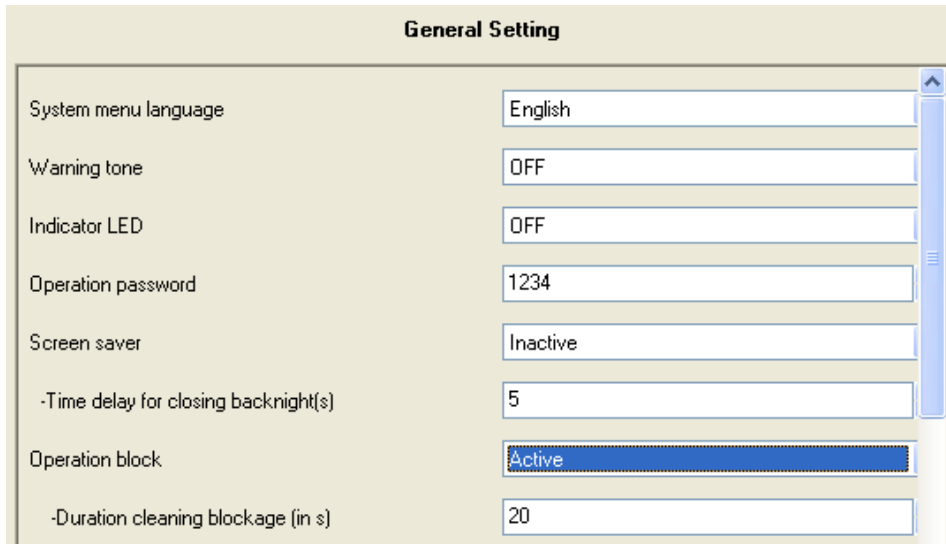 General Setting
System menu language English
Warning tone OFF
Indicator LED OFF
Operation password 1234
Screen saver Inactive
-Time delay for closing backnight(s) 5
Operation block Active
-Duration cleaning blockage (in s) 20